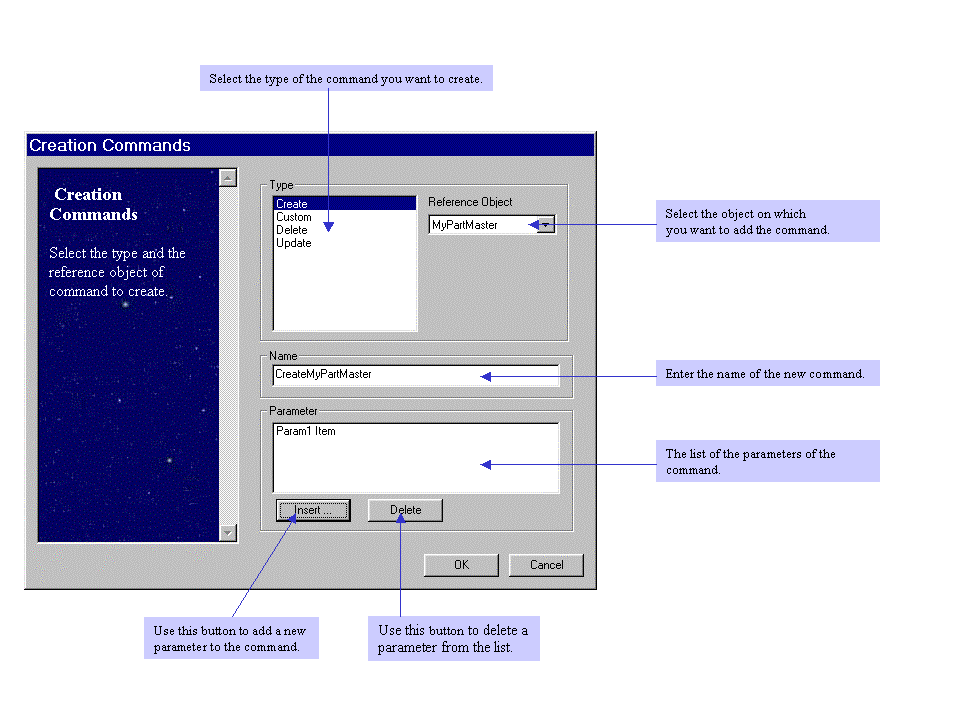 Select the type of the command you want to create.
Creation Commands
Creation
Commands
Select the type and the
reference object of
command to create.
Type
Create
Custom
Delete
Update
Reference Object
MyPartMaster
Select the object on which
you want to add the command.
Name
CreateMyPartMaster
Enter the name of the new command.
Parameter
Param1 Item
The list of the parameters of the
command.
Insert ...
Delete
OK
Cancel
Use this button to add a new
parameter to the command.
Use this button to delete a
parameter from the list.